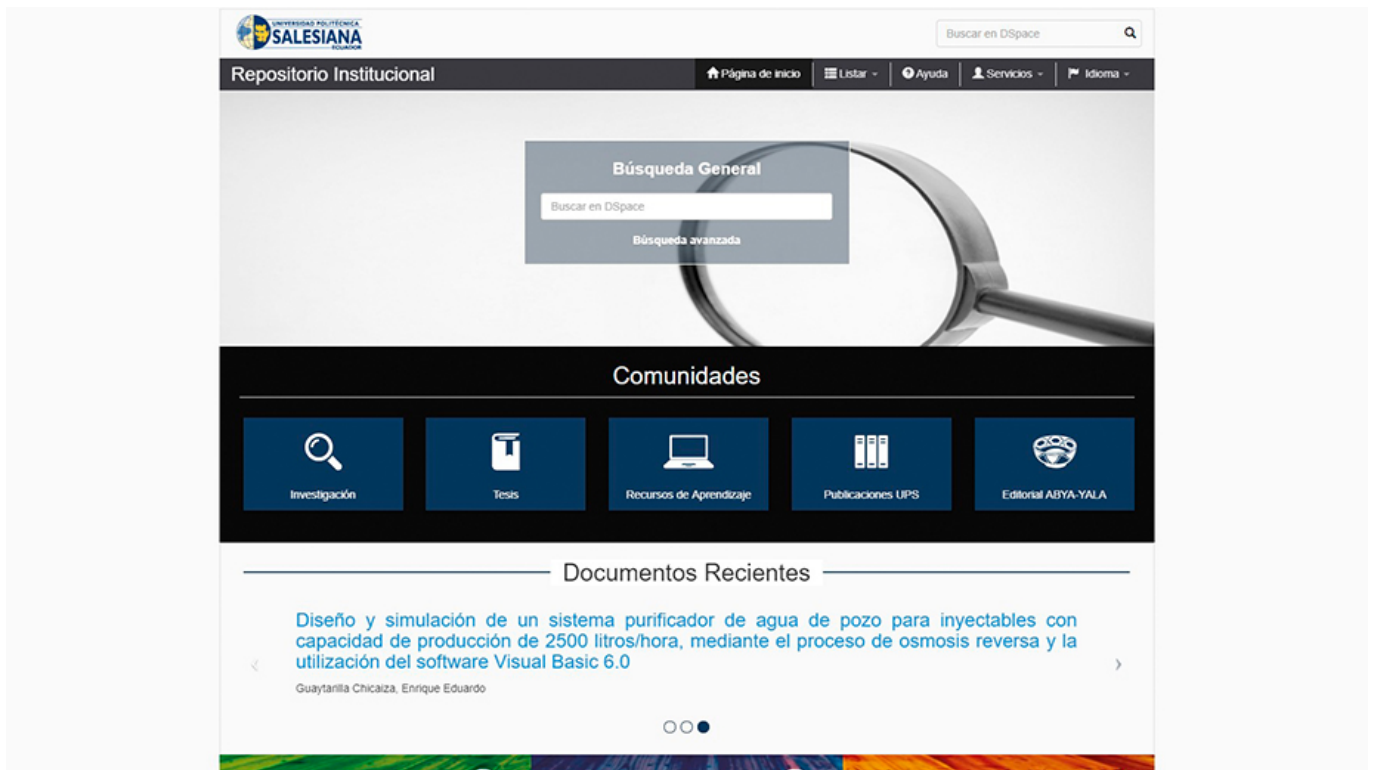 UNIVERSIDAD POLITÉCNICA
SALESIANA
ECUADOR
Buscar en DSpace
Repositorio Institucional
Página de inicio
Listar
Ayuda
Servicios
Idioma
Búsqueda General
Buscar en DSpace
Búsqueda avanzada
Comunidades
Investigación
Tesis
Recursos de Aprendizaje
Publicaciones UPS
Editorial ABYA-YALA
Documentos Recientes
Diseño y simulación de un sistema purificador de agua de pozo para inyectables con
capacidad de producción de 2500 litros/hora, mediante el proceso de osmosis reversa y la
utilización del software Visual Basic 6.0
Guaytarilla Chicaiza, Enrique Eduardo